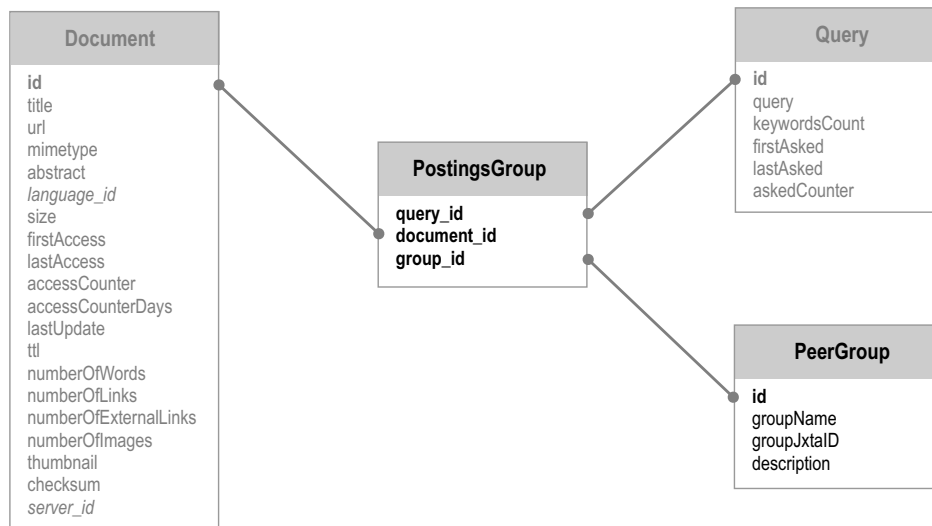 Document
id
title
url
mimetype
abstract
language_id
size
firstAccess
lastAccess
accessCounter
accessCounterDays
lastUpdate
ttl
numberOfWords
numberOfLinks
numberOfExternalLinks
numberOfImages
thumbnail
checksum
server_id
PostingsGroup
query_id
document_id
group_id
Query
id
query
keywordsCount
firstAsked
lastAsked
askedCounter
PeerGroup
id
groupName
groupJxtaID
description